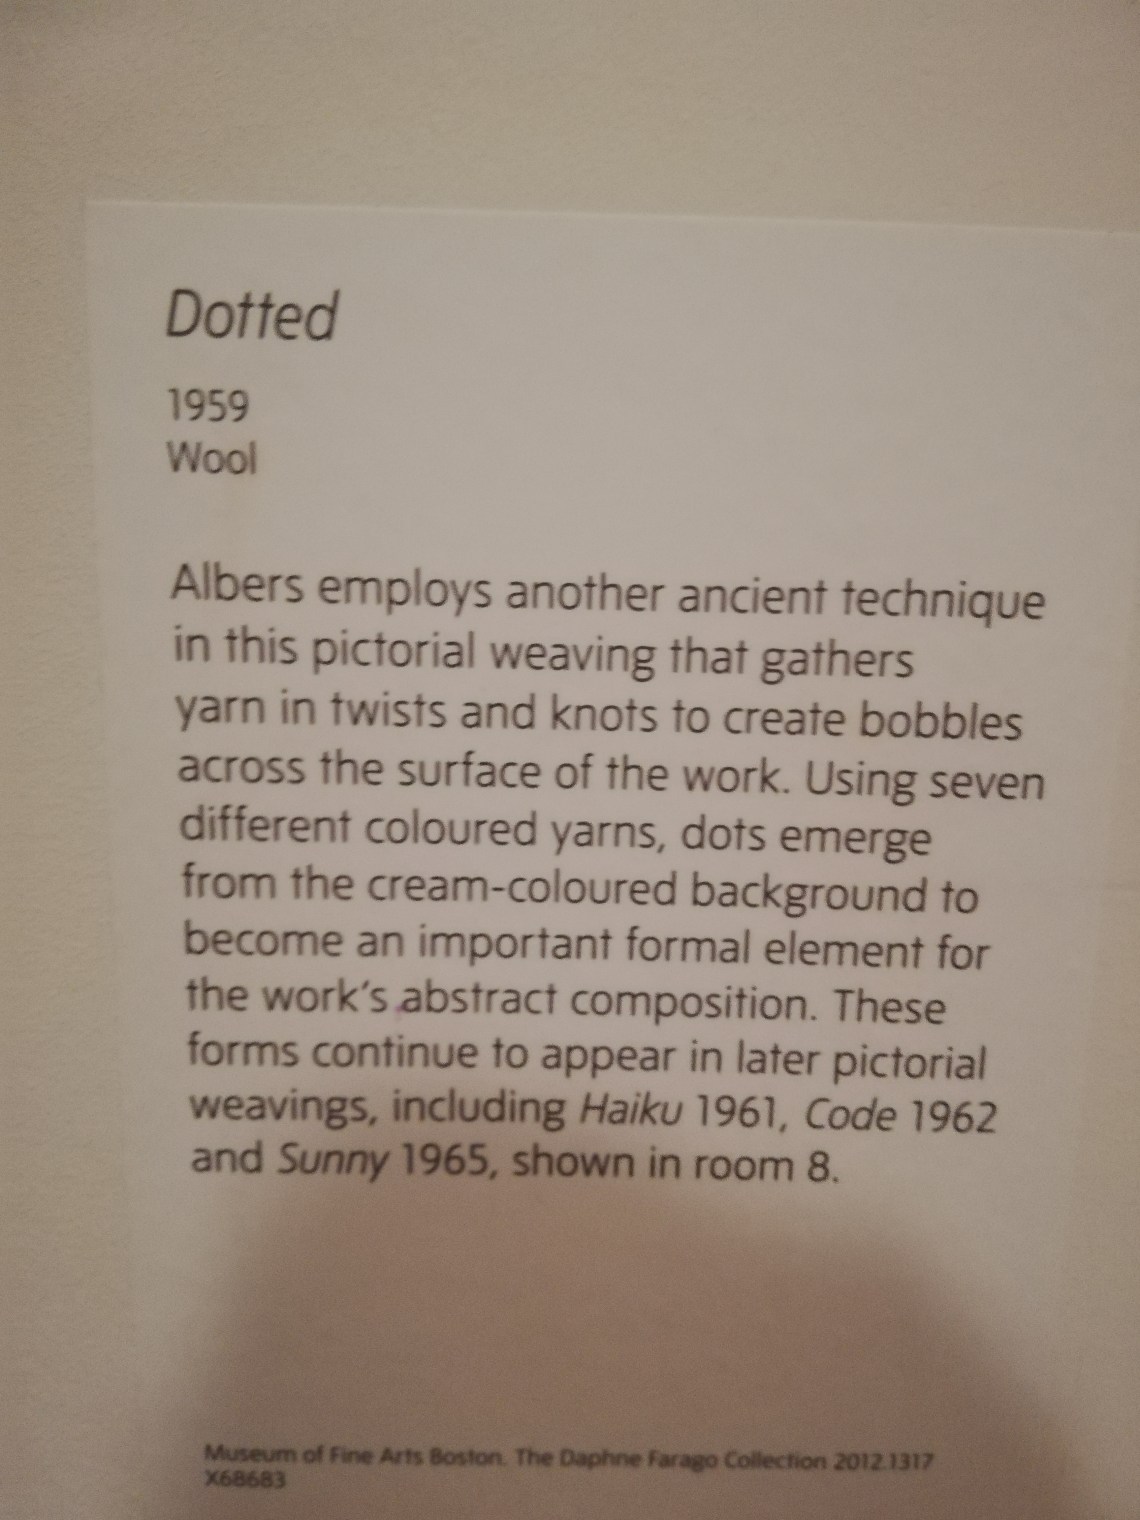 Dotted
1959
Wool
Albers employs another ancient technique
in this pictorial weaving that gathers
yarn in twists and knots to create bobbles
across the surface of the work. Using seven
different coloured yarns, dots emerge
from the cream-coloured background to
become an important formal element for
the work's abstract composition. These
forms continue to appear in later pictorial
weavings, including Haiku 1961, Code 1962
and Sunny 1965, shown in room 8.
Museum of Fine Arts Boston. The Daphne Farago Collection 2012.1317
X68683